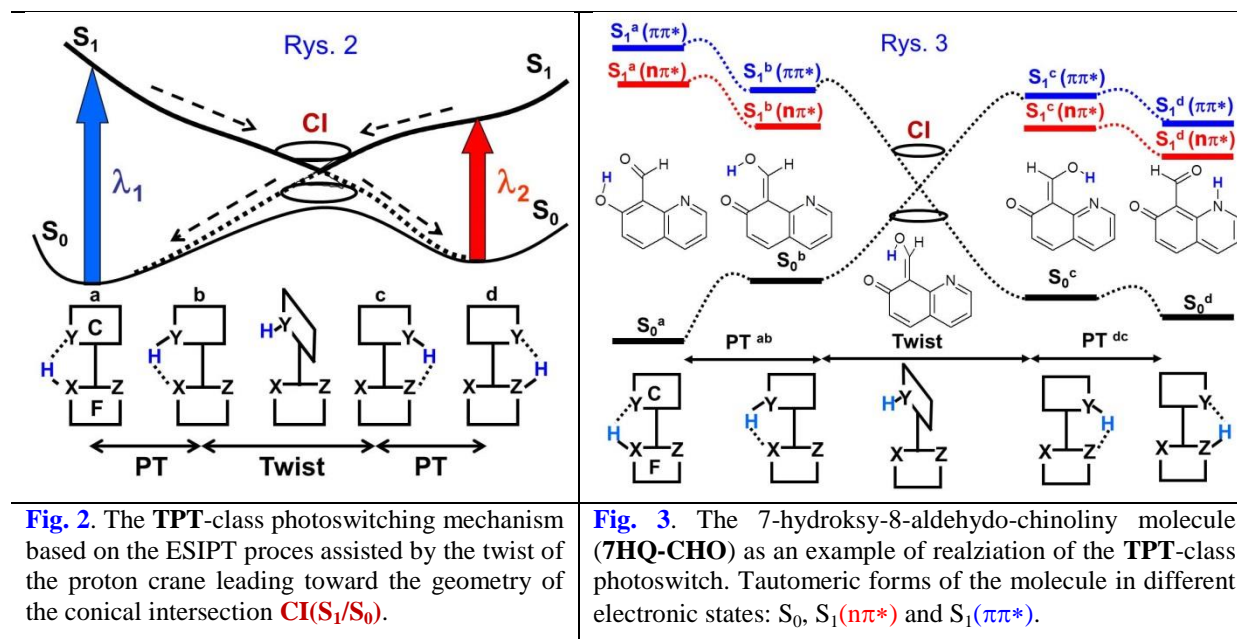 Rys. 2
S1
S1
CI
λ1
λ2
S0
S0
a b c d
Y C
H
X Z
F
H Y
X Z
H Y
X Z
Y H
X Z
Y
H
X Z
PT Twist PT
Rys. 3
S1a(ππ*)
S1a(nπ*)
S1b(ππ*)
S1b(nπ*)
CI
S1c(ππ*)
S1c(nπ*)
S1d(ππ*)
S1d(nπ*)
O H
H
O
N
HO H
O
N
H O H
O
N
H O H
O
N
O H
H
O
N
S0a
S0b
S0c
S0d
PT ab Twist PT dc
Y C
H
X Z
F
H Y
X Z
H Y
X Z
Y H
X Z
Y
H
X Z
Fig. 2. The TPT-class photoswitching mechanism
based on the ESIPT proces assisted by the twist of
the proton crane leading toward the geometry of
the conical intersection CI(S1/S0).
Fig. 3. The 7-hydroksy-8-aldehydo-chinoliny molecule
(7HQ-CHO) as an example of realziation of the TPT-class
photoswitch. Tautomeric forms of the molecule in different
electronic states: S0, S1(nπ*) and S1(ππ*).